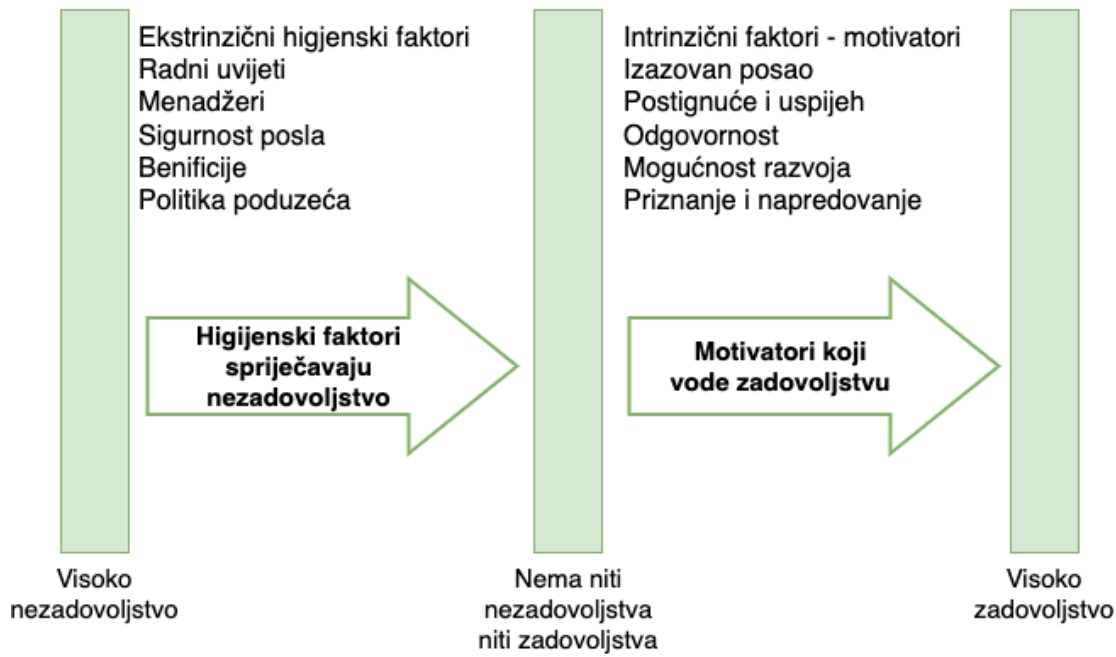 Ekstrinzični higjenski faktori
Radni uvijeti
Menadžeri
Sigurnost posla
Benificije
Politika poduzeća
Intrinzični faktori - motivatori
Izazovan posao
Postignuće i uspijeh
Odgovornost
Mogućnost razvoja
Priznanje i napredovanje
Higijenski faktori
spriječavaju
nezadovoljstvo
Motivatori koji
vode zadovoljstvu
Visoko
nezadovoljstvo
Nema niti
nezadovoljstva
niti zadovoljstva
Visoko
zadovoljstvo